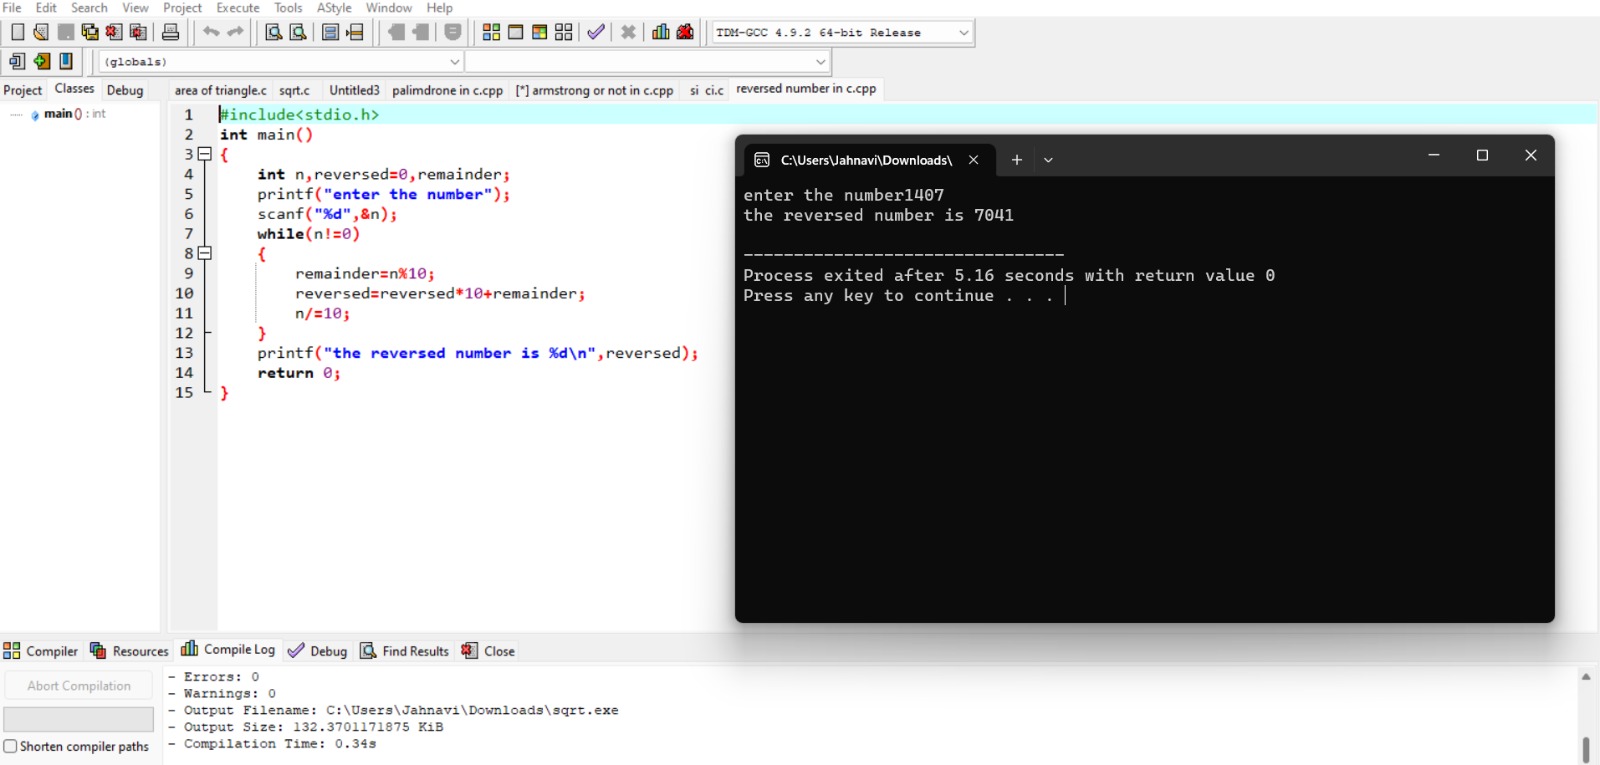 File Edit Search View Project Execute Tools AStyle Window Help
TDM-GCC 4.9.2 64-bit Release
(globals)
Project Classes Debug
area of triangle.c sqrt.c Untitled3 palimdrone in c.cpp [*] armstrong or not in c.cpp si ci.c reversed number in c.cpp
main () : int
1 #include<stdio.h>
2 int main()
3 {
4 int n,reversed=0,remainder;
5 printf("enter the number");
6 scanf("%d",&n);
7 while(n!=0)
8 {
9 remainder=n%10;
10 reversed=reversed*10+remainder;
11 n/=10;
12 }
13 printf("the reversed number is %d\n",reversed);
14 return 0;
15 }
C:\Users\Jahnavi\Downloads\
enter the number1407
the reversed number is 7041
--------------------------------
Process exited after 5.16 seconds with return value 0
Press any key to continue . . .
Compiler Resources Compile Log Debug Find Results Close
Abort Compilation
Shorten compiler paths
- Errors: 0
- Warnings: 0
- Output Filename: C:\Users\Jahnavi\Downloads\sqrt.exe
- Output Size: 132.3701171875 KiB
- Compilation Time: 0.34s